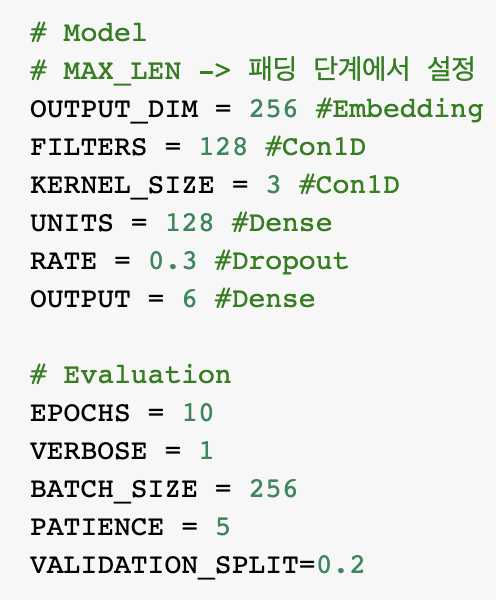 # Model
# MAX_LEN -> 패딩 단계에서 설정
OUTPUT_DIM = 256 #Embedding
FILTERS = 128 #Con1D
KERNEL_SIZE = 3 #Con1D
UNITS = 128 #Dense
RATE = 0.3 #Dropout
OUTPUT = 6 #Dense
# Evaluation
EPOCHS = 10
VERBOSE = 1
BATCH_SIZE = 256
PATIENCE = 5
VALIDATION_SPLIT=0.2